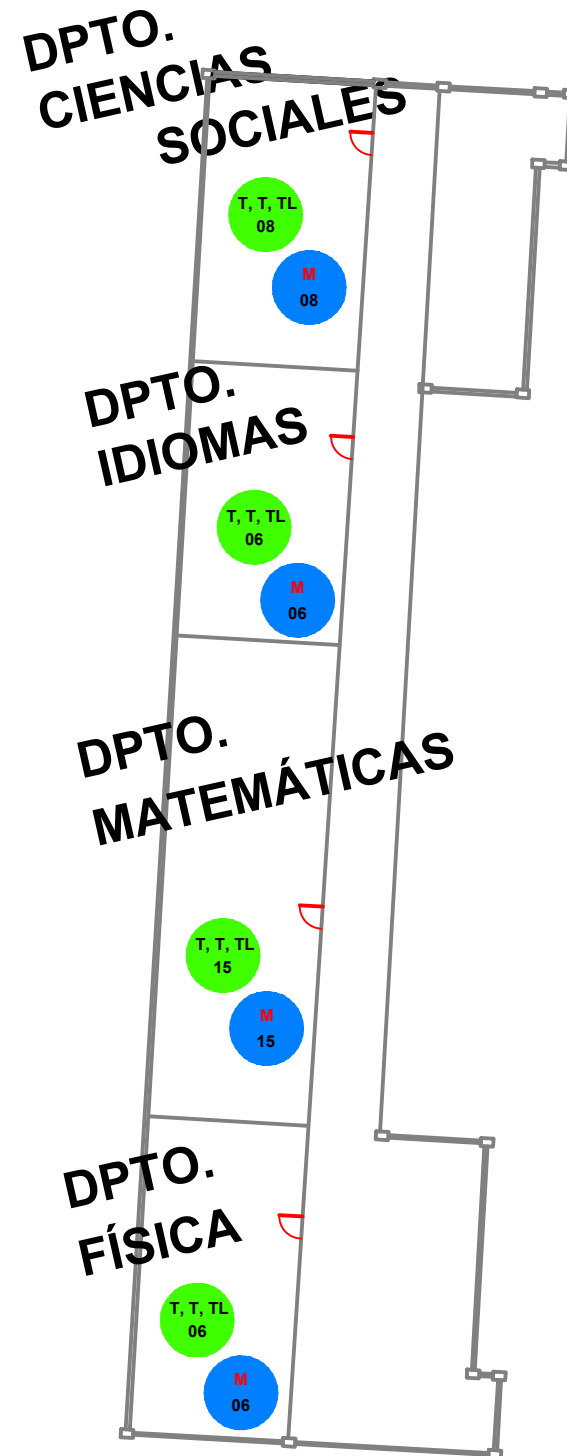 DPTO.
CIENCIAS
SOCIALES
T, T, TL
08
M
08
DPTO.
IDIOMAS
T, T, TL
06
M
06
DPTO.
MATEMÁTICAS
T, T, TL
15
M
15
DPTO.
FÍSICA
T, T, TL
06
M
06